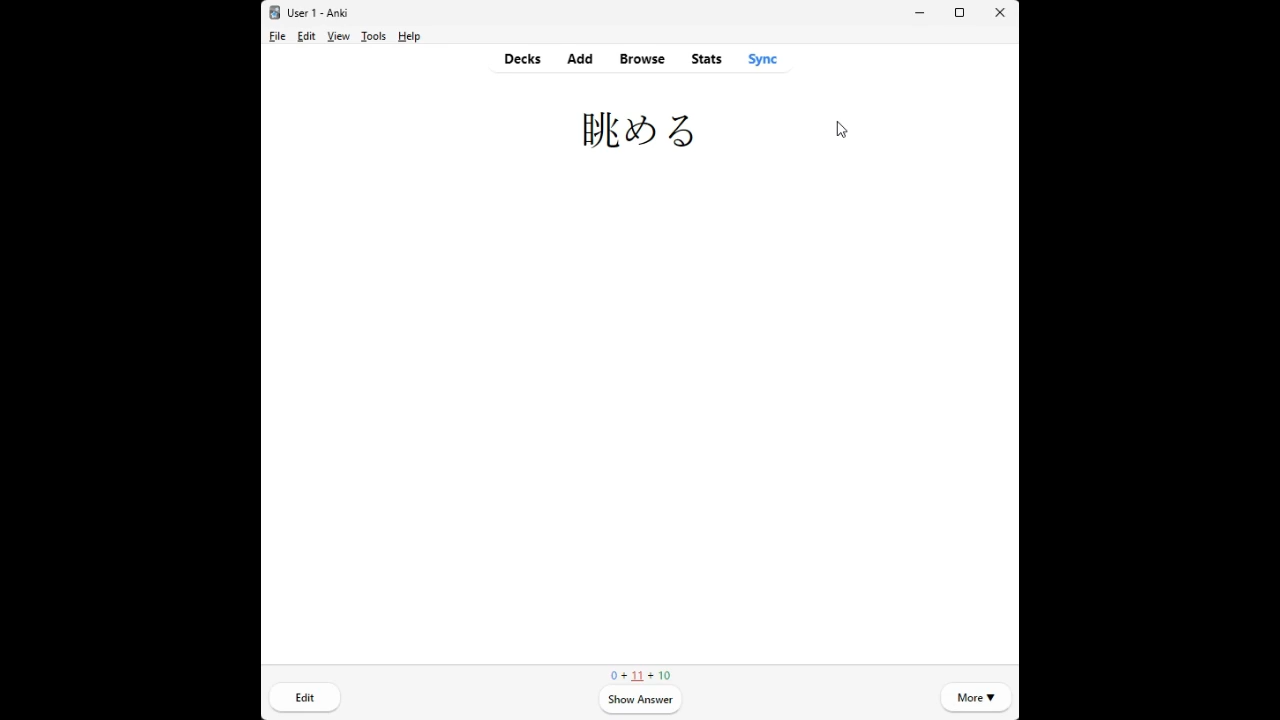 User 1 - Anki
File Edit View Tools Help
Decks Add Browse Stats Sync
眺める
0 + 11 + 10
Edit Show Answer More ▼